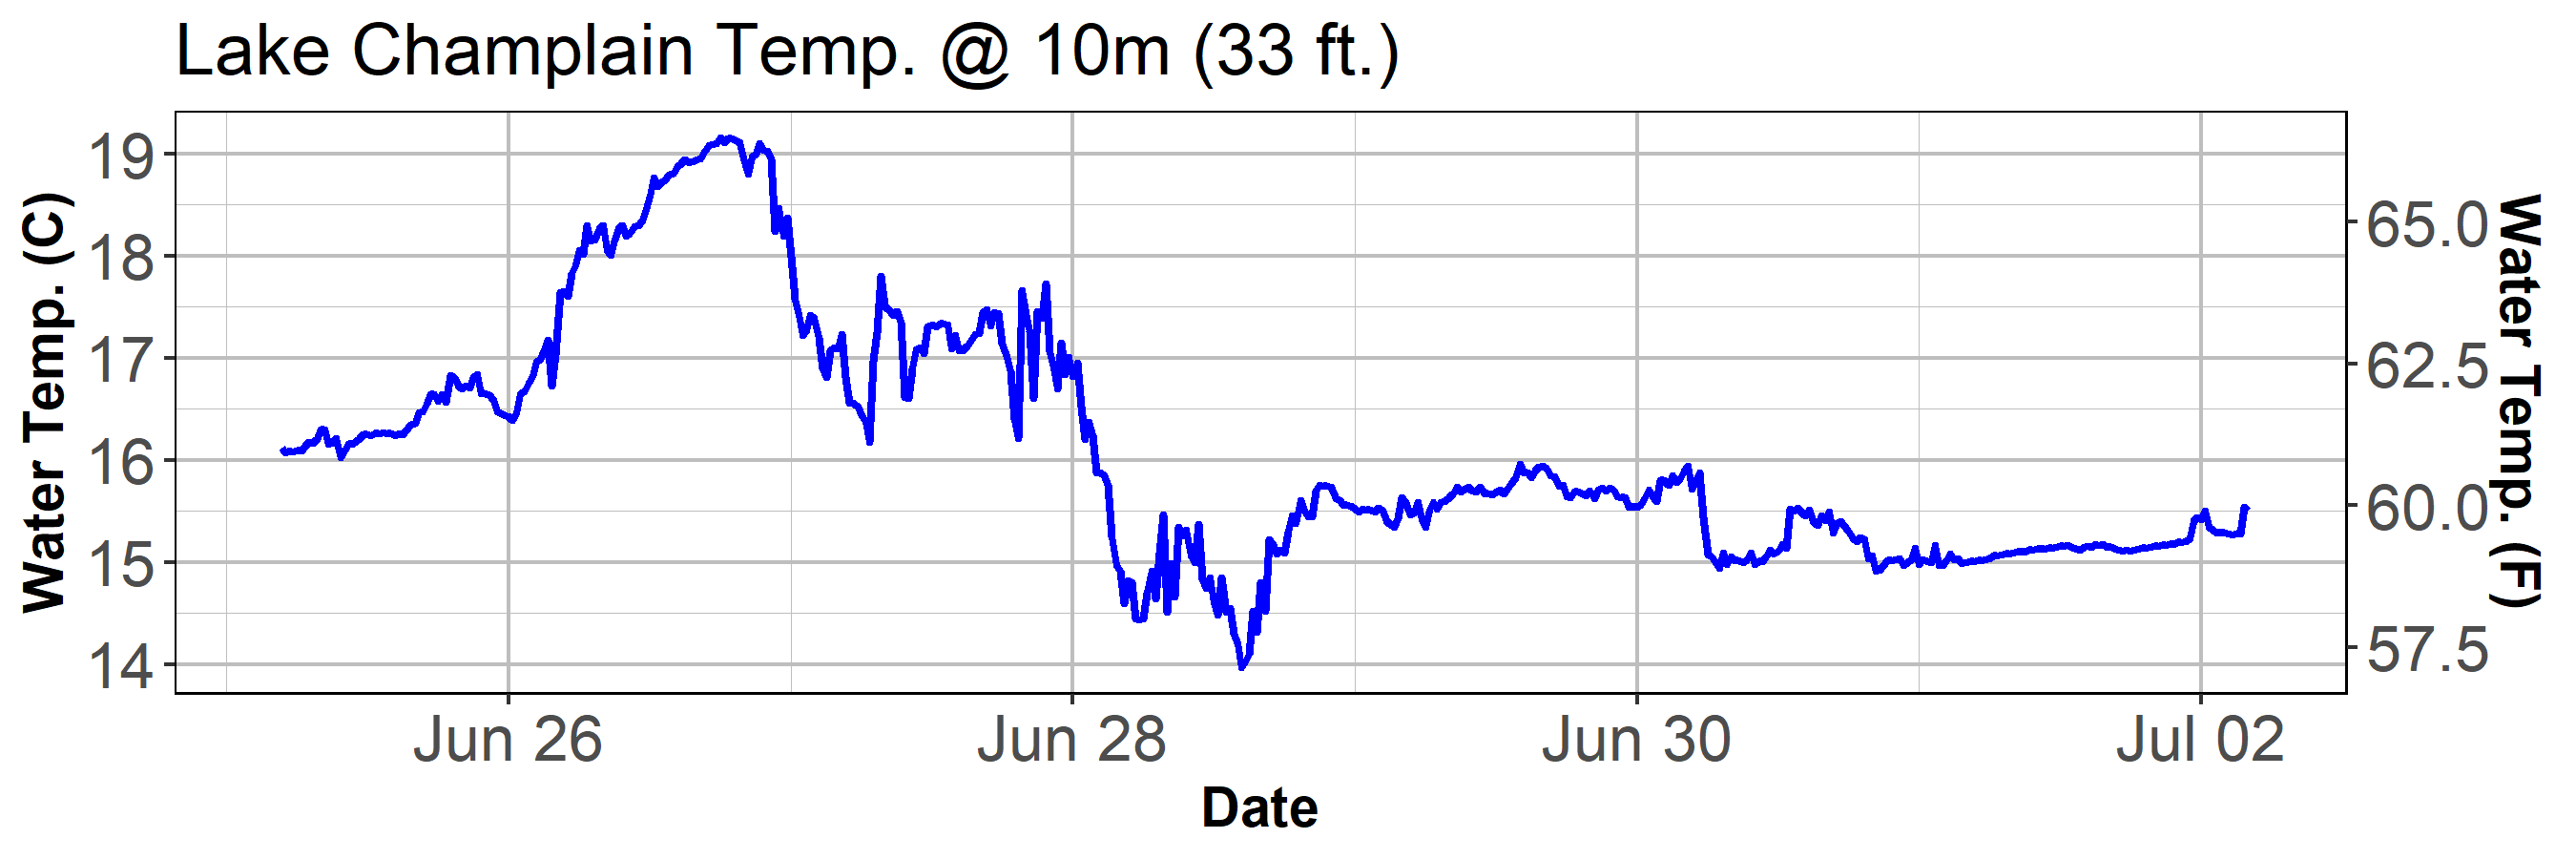 Lake Champlain Temp. @ 10m (33 ft.)
Water Temp. (C)
19
18
17
16
15
14
65.0
62.5
60.0
57.5
Water Temp. (F)
Jun 26 Jun 28 Jun 30 Jul 02
Date